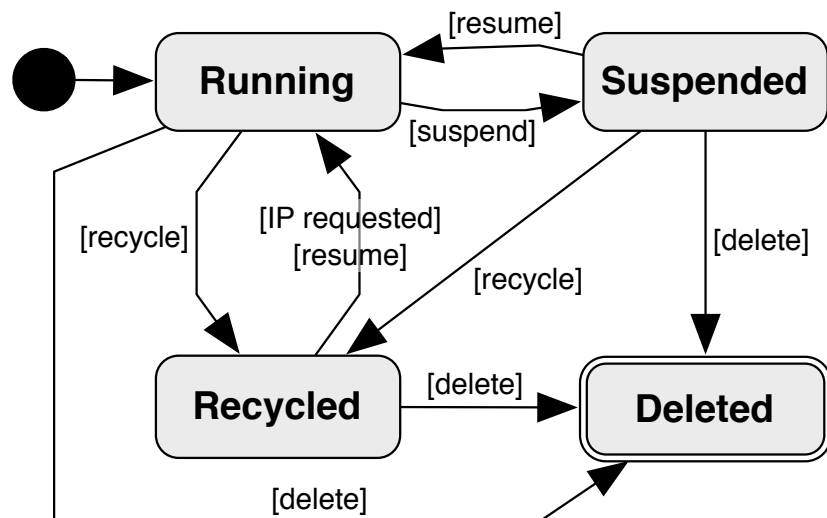 [resume]
Running
Suspended
[suspend]
[IP requested]
[recycle]
[resume]
[delete]
[recycle]
Recycled
[delete]
Deleted
[delete]